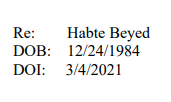 Re: Habte Beyed
DOB: 12/24/1984
DOI: 3/4/2021